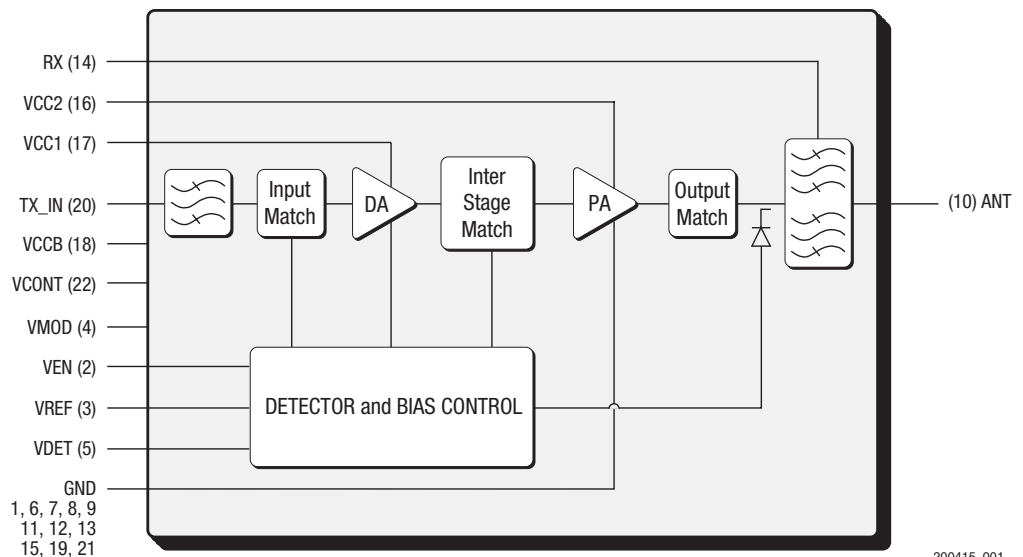 RX (14)
VCC2 (16)
VCC1 (17)
TX_IN (20)
VCCB (18)
VCONT (22)
VMOD (4)
VEN (2)
VREF (3)
VDET (5)
GND
1, 6, 7, 8, 9
11, 12, 13
15, 19, 21
Input
Match
DA
Inter
Stage
Match
PA
Output
Match
(10) ANT
DETECTOR and BIAS CONTROL
200415_001